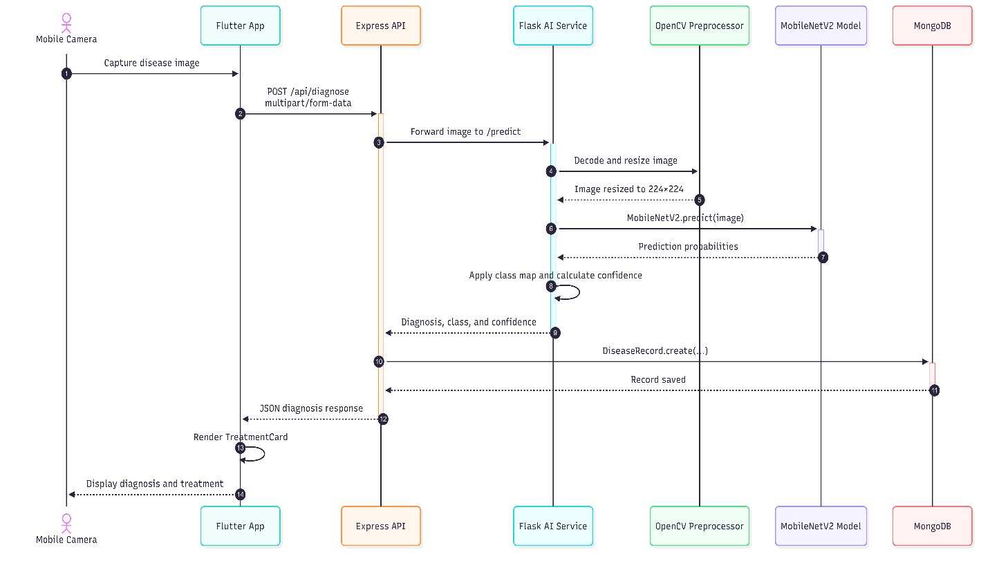 Mobile Camera
Flutter App
Express API
Flask AI Service
OpenCV Preprocessor
MobileNetV2 Model
MongoDB
Capture disease image
1
POST /api/diagnose
multipart/form-data
2
Forward image to /predict
3
Decode and resize image
4
Image resized to 224×224
5
MobileNetV2.predict(image)
6
Prediction probabilities
7
Apply class map and calculate confidence
8
Diagnosis, class, and confidence
9
DiseaseRecord.create(...)
10
Record saved
11
JSON diagnosis response
12
Render TreatmentCard
13
Display diagnosis and treatment
14
Mobile Camera
Flutter App
Express API
Flask AI Service
OpenCV Preprocessor
MobileNetV2 Model
MongoDB